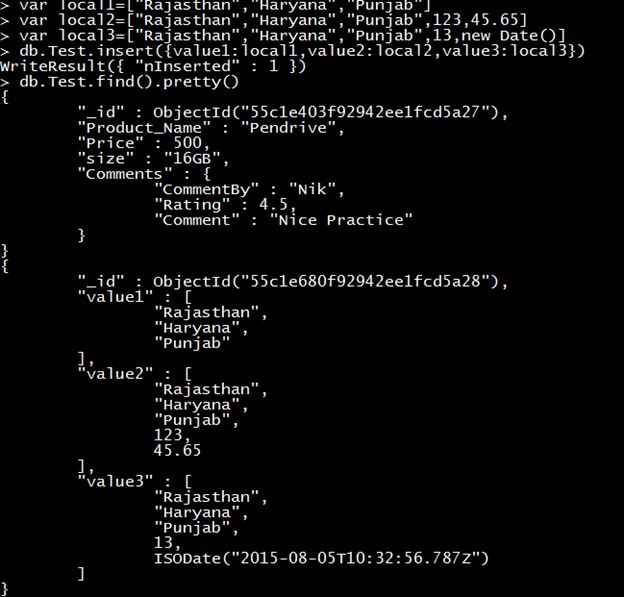 > var local1=["Rajasthan","Haryana","Punjab"]
> var local2=["Rajasthan","Haryana","Punjab",123,45.65]
> var local3=["Rajasthan","Haryana","Punjab",13,new Date()]
> db.Test.insert({value1:local1,value2:local2,value3:local3})
WriteResult({ "nInserted" : 1 })
> db.Test.find().pretty()
{
        "_id" : ObjectId("55c1e403f92942ee1fcd5a27"),
        "Product_Name" : "Pendrive",
        "Price" : 500,
        "size" : "16GB",
        "Comments" : {
                "CommentBy" : "Nik",
                "Rating" : 4.5,
                "Comment" : "Nice Practice"
        }
}
{
        "_id" : ObjectId("55c1e680f92942ee1fcd5a28"),
        "value1" : [
                "Rajasthan",
                "Haryana",
                "Punjab"
        ],
        "value2" : [
                "Rajasthan",
                "Haryana",
                "Punjab",
                123,
                45.65
        ],
        "value3" : [
                "Rajasthan",
                "Haryana",
                "Punjab",
                13,
                ISODate("2015-08-05T10:32:56.787Z")
        ]
}